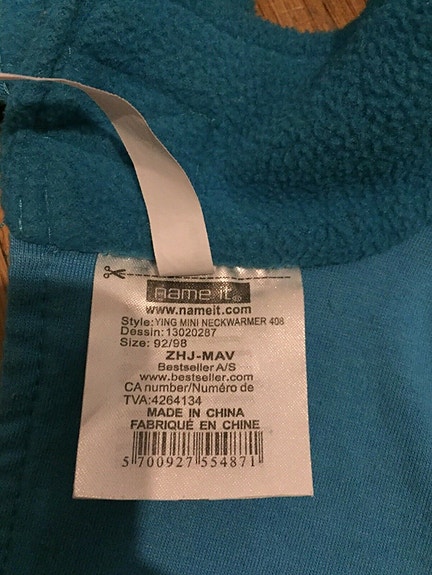 name it®
www.nameit.com
Style: YING MINI NECKWARMER 408
Dessin: 13020287
Size: 92/98
ZHJ-MAV
Bestseller A/S
www.bestseller.com
CA number/Numéro de
TVA:4264134
MADE IN CHINA
FABRIQUÉ EN CHINE
5 700927 554871